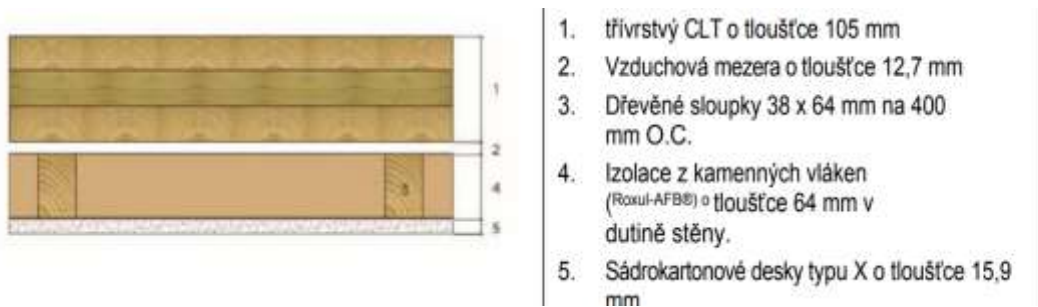 1
2
3
4
5
1. třívrstvý CLT o tloušťce 105 mm
2. Vzduchová mezera o tloušťce 12,7 mm
3. Dřevěné sloupky 38 x 64 mm na 400
mm O.C.
4. Izolace z kamenných vláken
(Roxul-AFB®) o tloušťce 64 mm v
dutině stěny.
5. Sádrokartonové desky typu X o tloušťce 15,9
mm